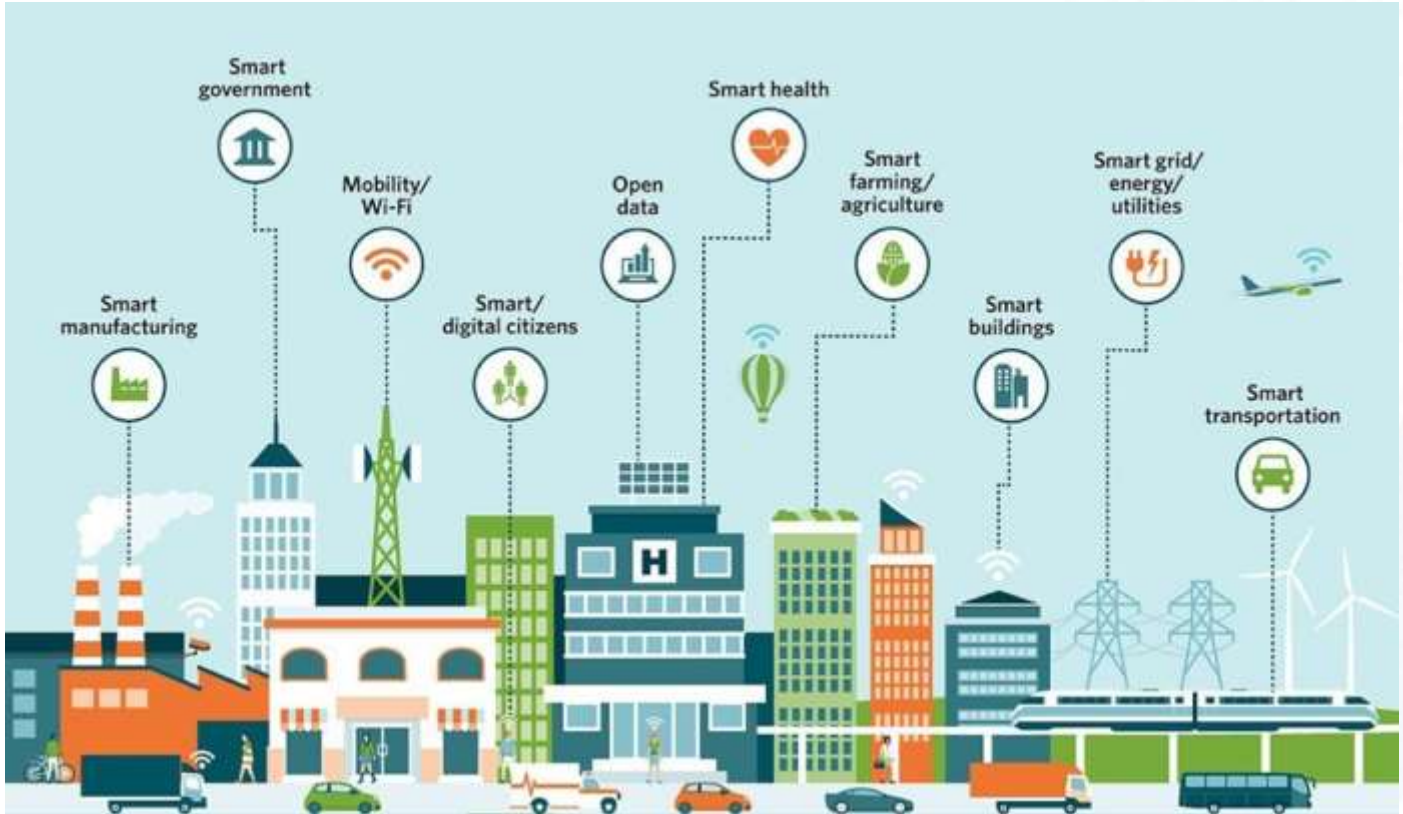 Smart
government
Smart health
Mobility/
Wi-Fi
Open
data
Smart
farming/
agriculture
Smart grid/
energy/
utilities
Smart
manufacturing
Smart/
digital citizens
Smart
buildings
Smart
transportation
H